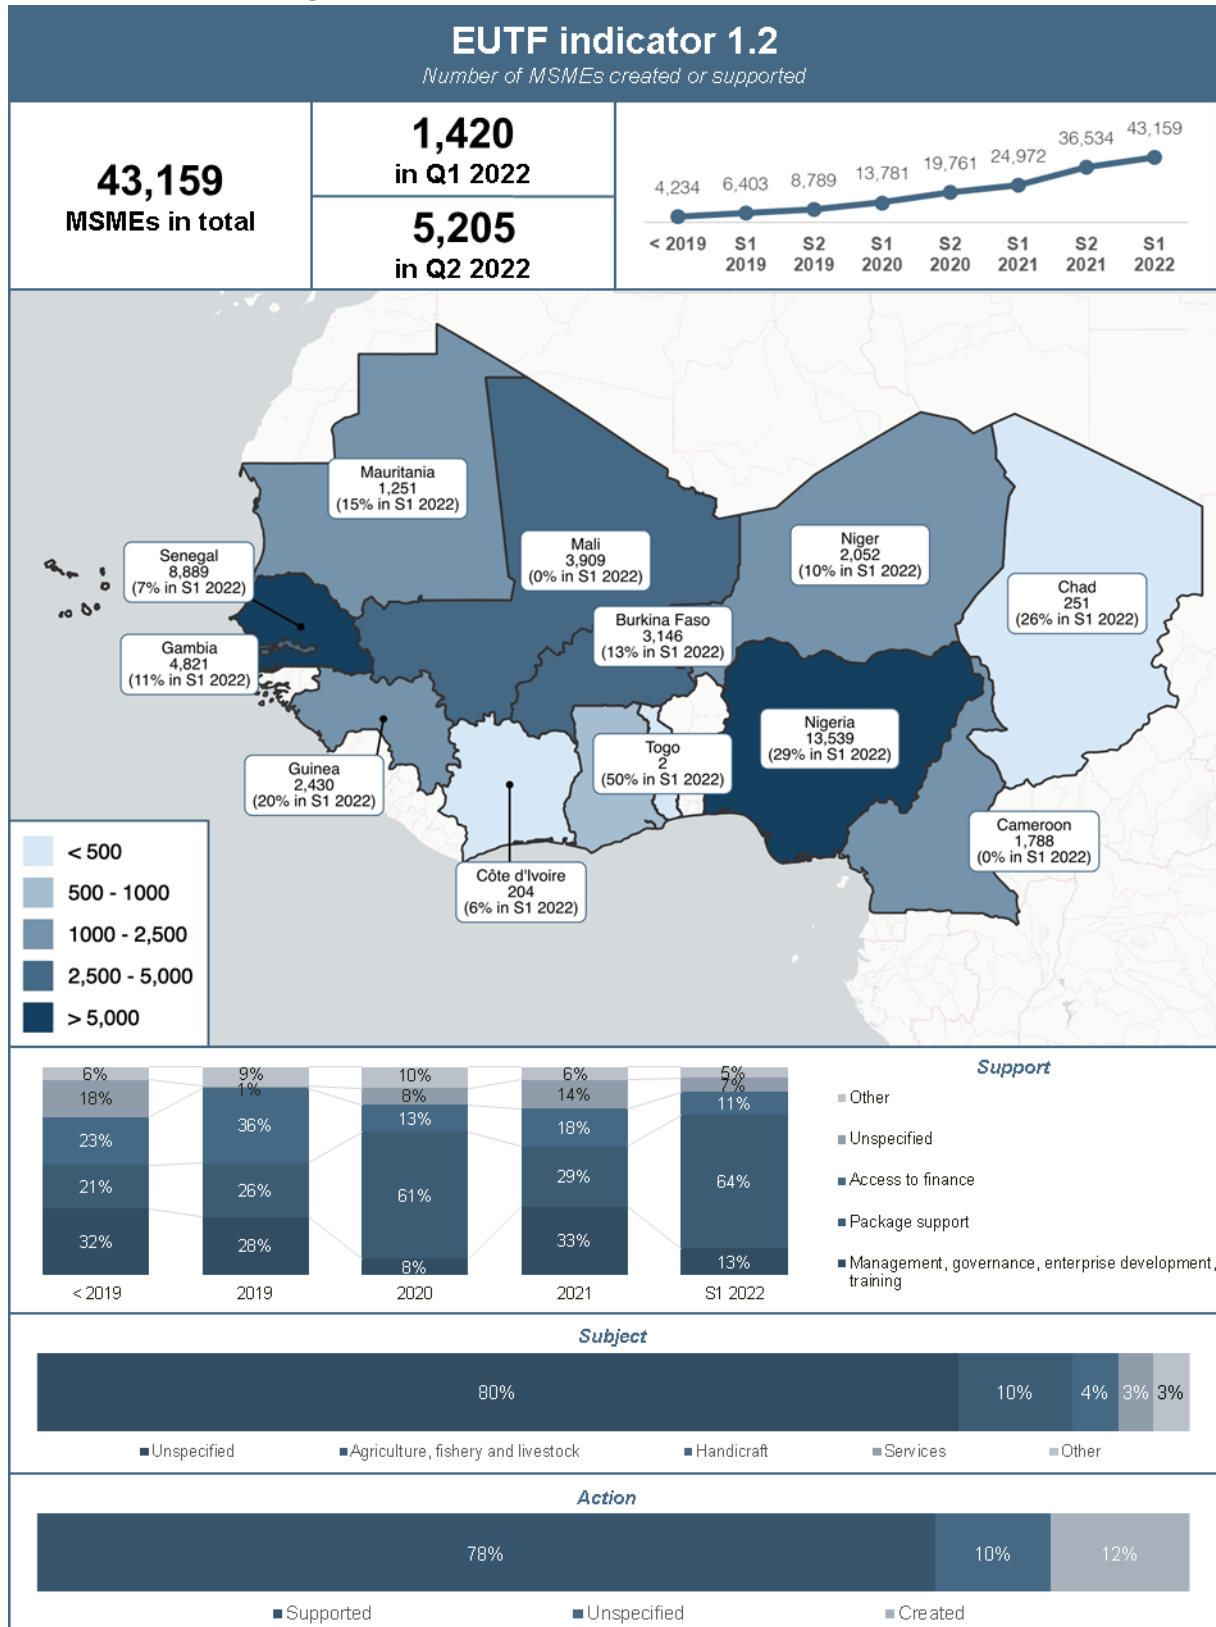 EUTF indicator 1.2
Number of MSMEs created or supported
43,159
MSMEs in total
1,420
in Q1 2022
5,205
in Q2 2022
4,234
6,403
8,789
13,781
19,761
24,972
36,534
43,159
< 2019
S1
2019
S2
2019
S1
2020
S2
2020
S1
2021
S2
2021
S1
2022
Mauritania
1,251
(15% in S1 2022)
Senegal
8,889
(7% in S1 2022)
Mali
3,909
(0% in S1 2022)
Niger
2,052
(10% in S1 2022)
Chad
251
(26% in S1 2022)
Gambia
4,821
(11% in S1 2022)
Burkina Faso
3,146
(13% in S1 2022)
Guinea
2,430
(20% in S1 2022)
Togo
2
(50% in S1 2022)
Nigeria
13,539
(29% in S1 2022)
Côte d'Ivoire
204
(6% in S1 2022)
Cameroon
1,788
(0% in S1 2022)
< 500
500 - 1000
1000 - 2,500
2,500 - 5,000
> 5,000
Support
6%
18%
23%
21%
32%
< 2019
9%
1%
36%
26%
28%
2019
10%
8%
13%
61%
8%
2020
6%
14%
18%
29%
33%
2021
5%
7%
11%
64%
13%
S1 2022
Other
Unspecified
Access to finance
Package support
Management, governance, enterprise development,
training
Subject
80%
10%
4%
3%
3%
Unspecified
Agriculture, fishery and livestock
Handicraft
Services
Other
Action
78%
10%
12%
Supported
Unspecified
Created